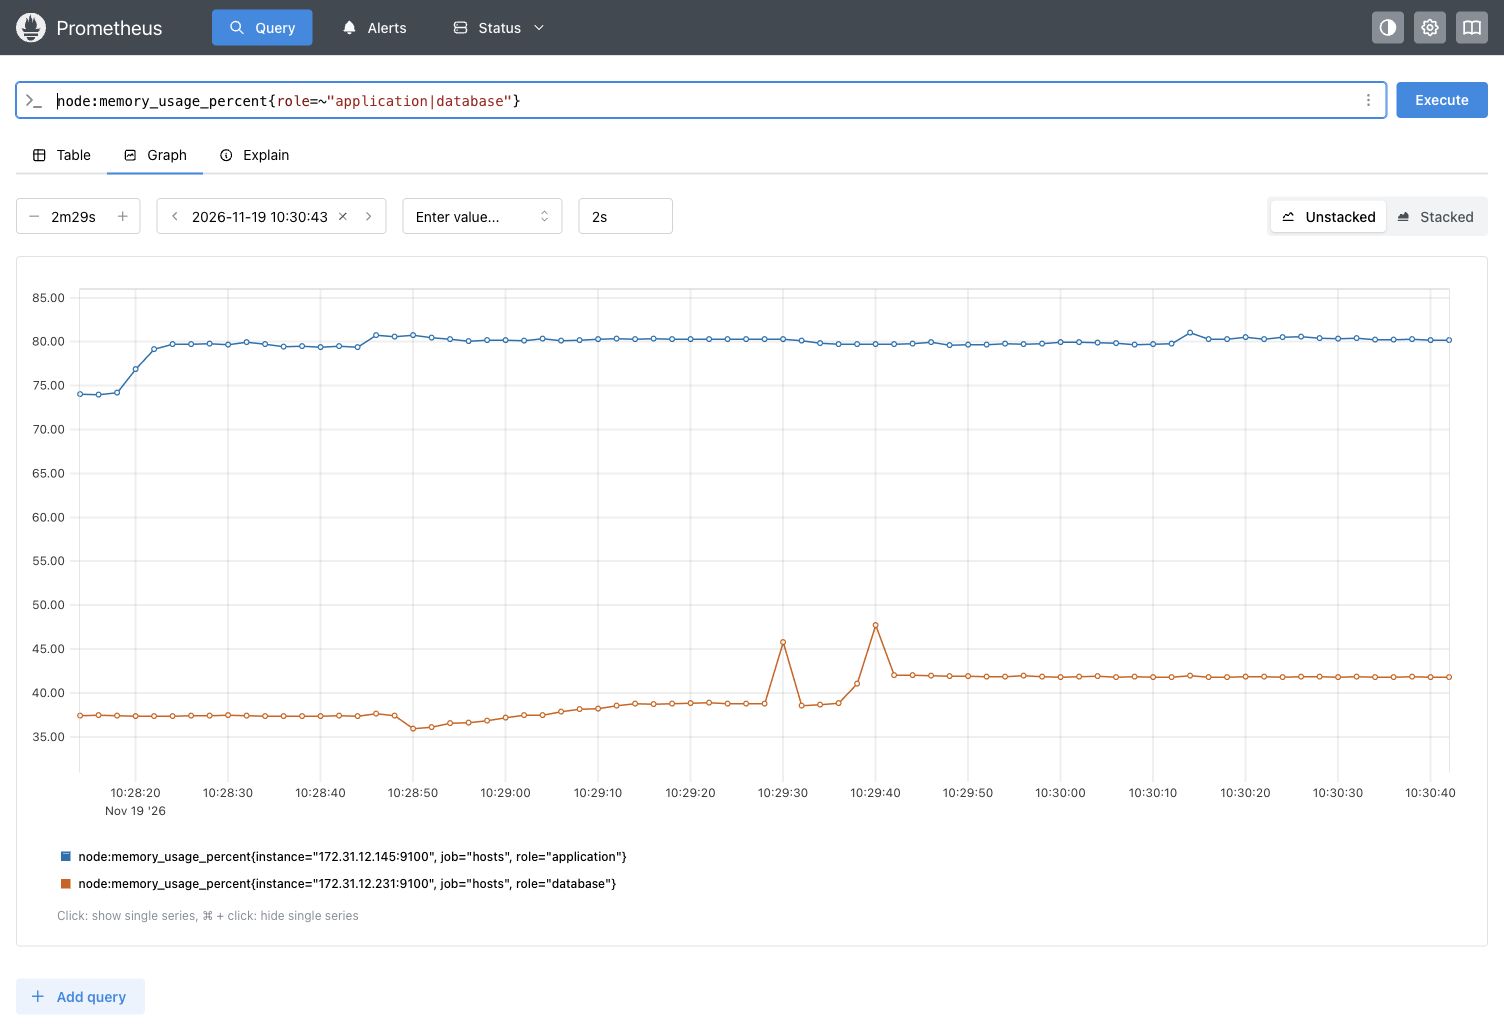 Prometheus Query Alerts Status
>_ node:memory_usage_percent{role=~"application|database"} Execute
Table Graph Explain
− 2m29s + 2026-11-19 10:30:43 Enter value... 2s Unstacked Stacked
85.00
80.00
75.00
70.00
65.00
60.00
55.00
50.00
45.00
40.00
35.00
10:28:20 10:28:30 10:28:40 10:28:50 10:29:00 10:29:10 10:29:20 10:29:30 10:29:40 10:29:50 10:30:00 10:30:10 10:30:20 10:30:30 10:30:40
Nov 19 '26
node:memory_usage_percent{instance="172.31.12.145:9100", job="hosts", role="application"}
node:memory_usage_percent{instance="172.31.12.231:9100", job="hosts", role="database"}
Click: show single series, ⌘ + click: hide single series
+ Add query